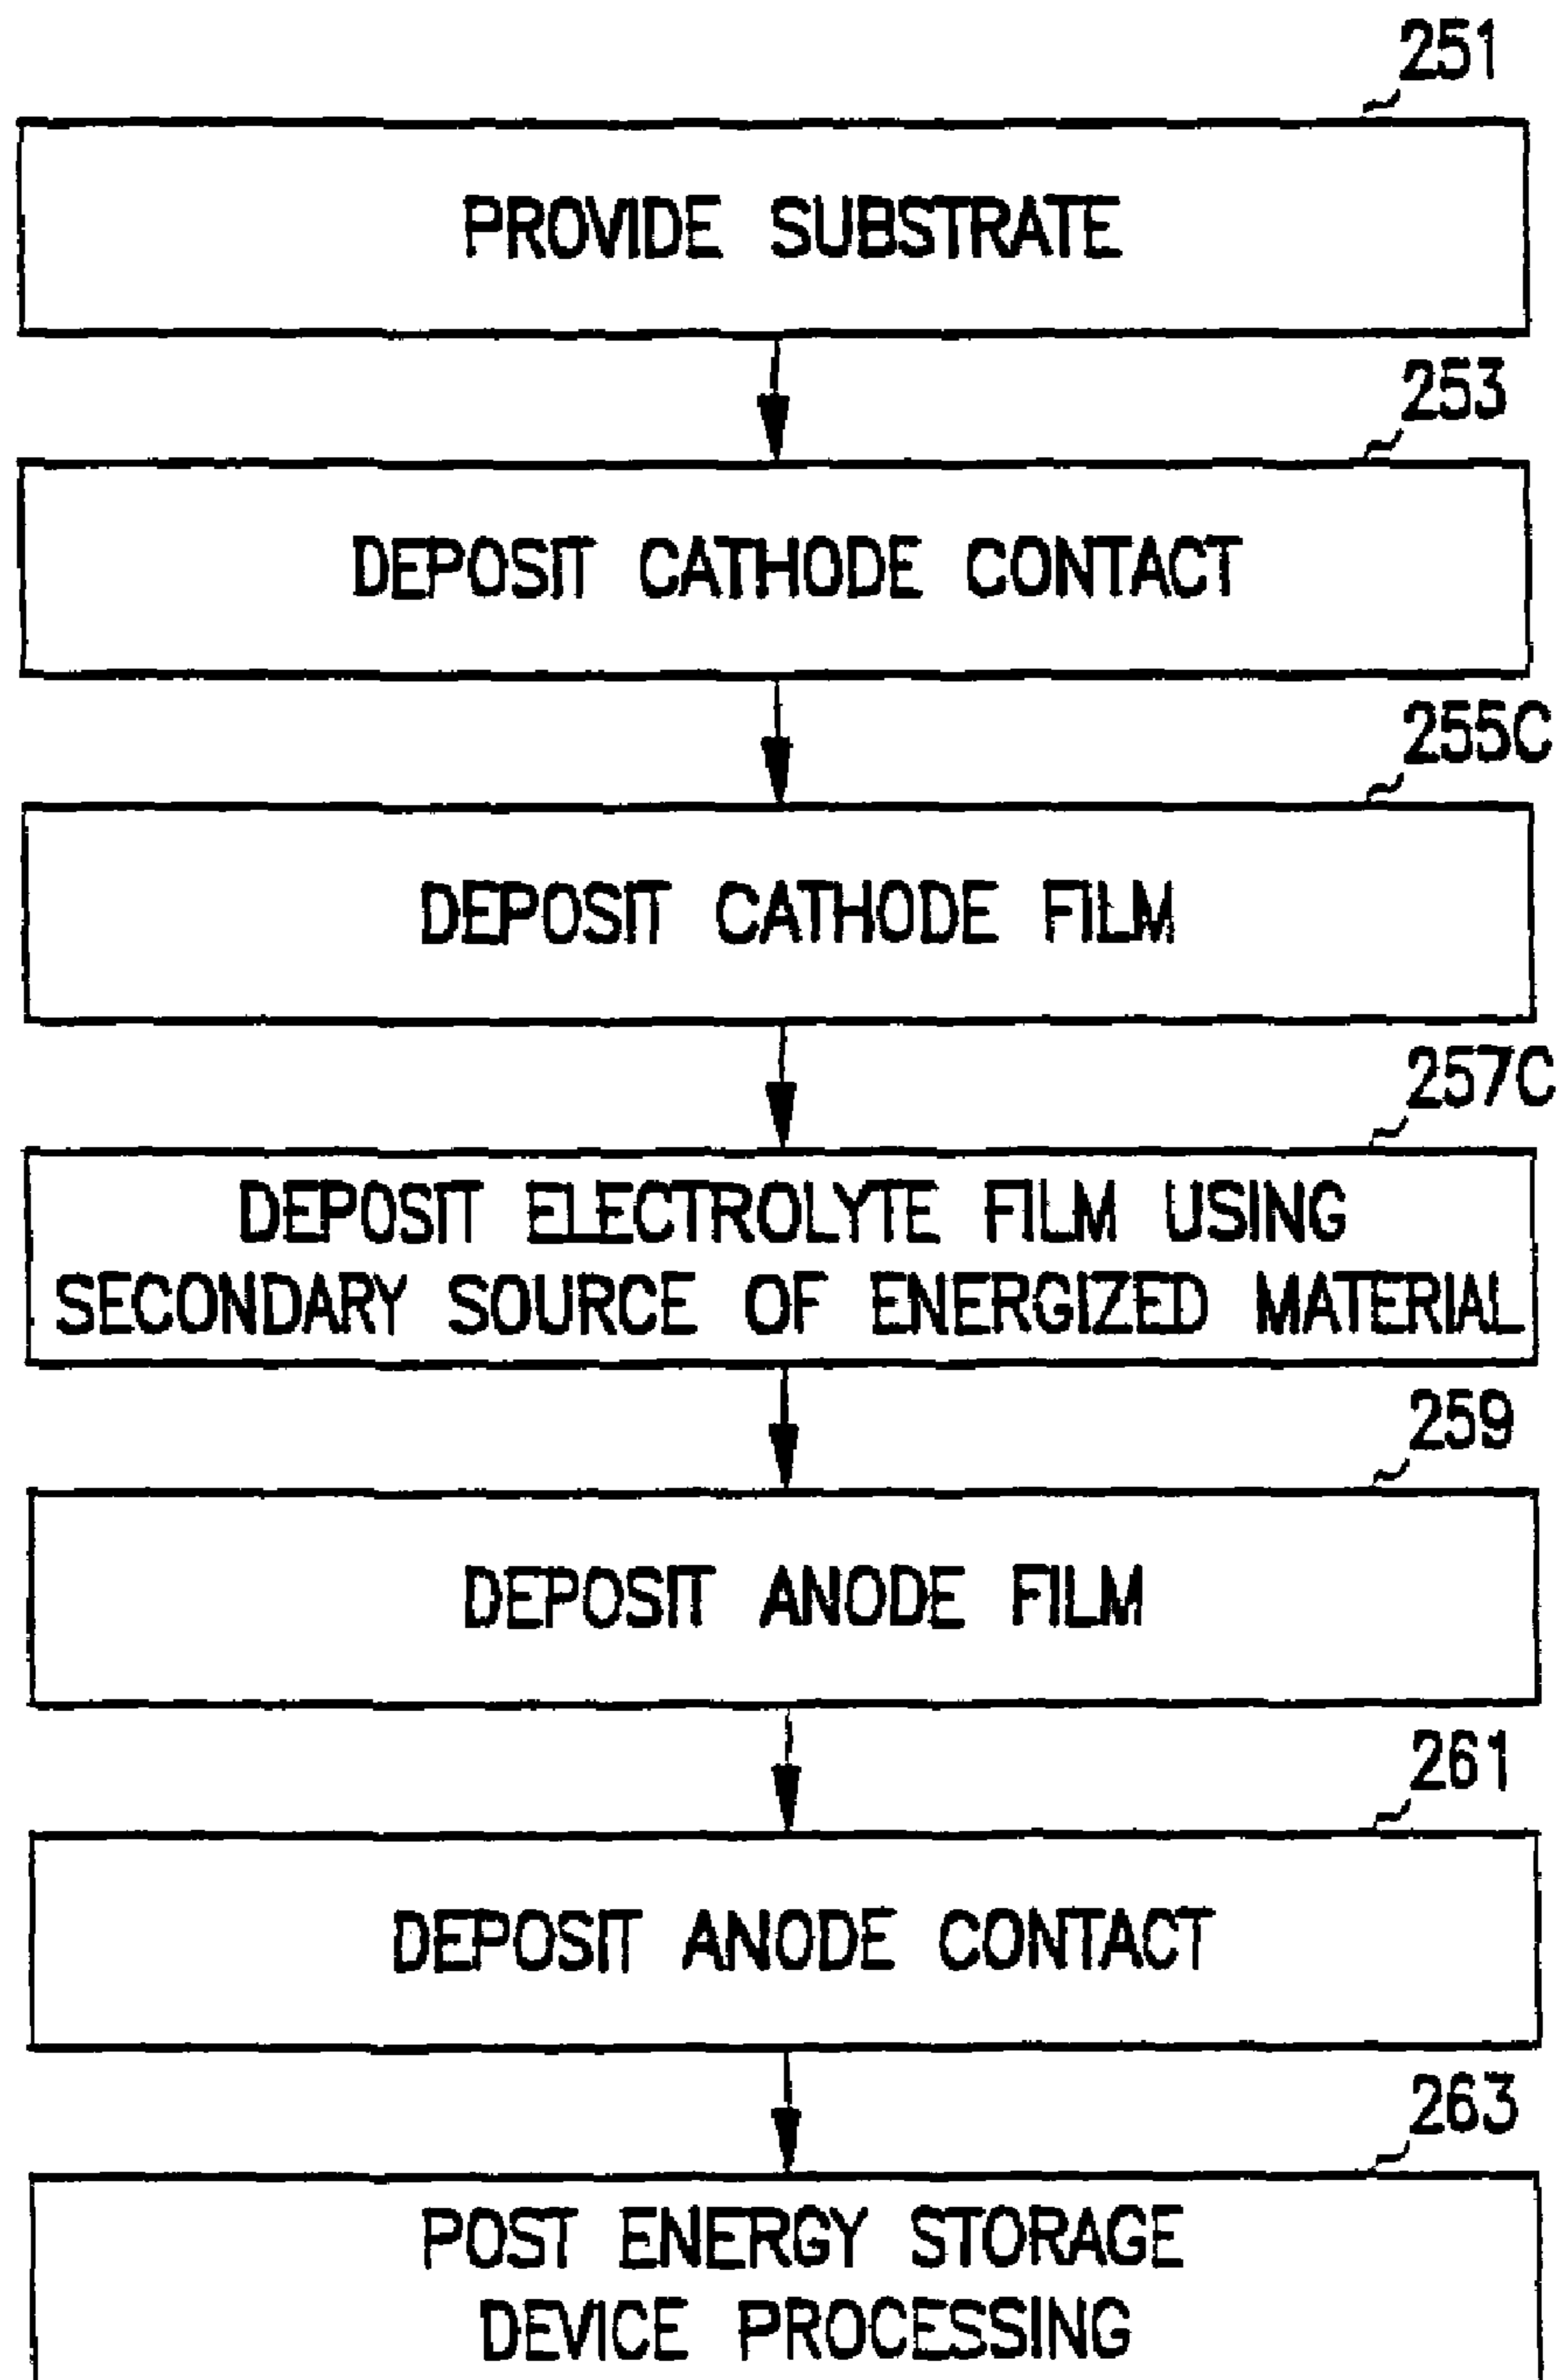 251
PROVIDE SUBSTRATE
253
DEPOSIT CATHODE CONTACT
255C
DEPOSIT CATHODE FILM
257C
DEPOSIT ELECTROLYTE FILM USING
SECONDARY SOURCE OF ENERGIZED MATERIAL
259
DEPOSIT ANODE FILM
261
DEPOSIT ANODE CONTACT
263
POST ENERGY STORAGE
DEVICE PROCESSING